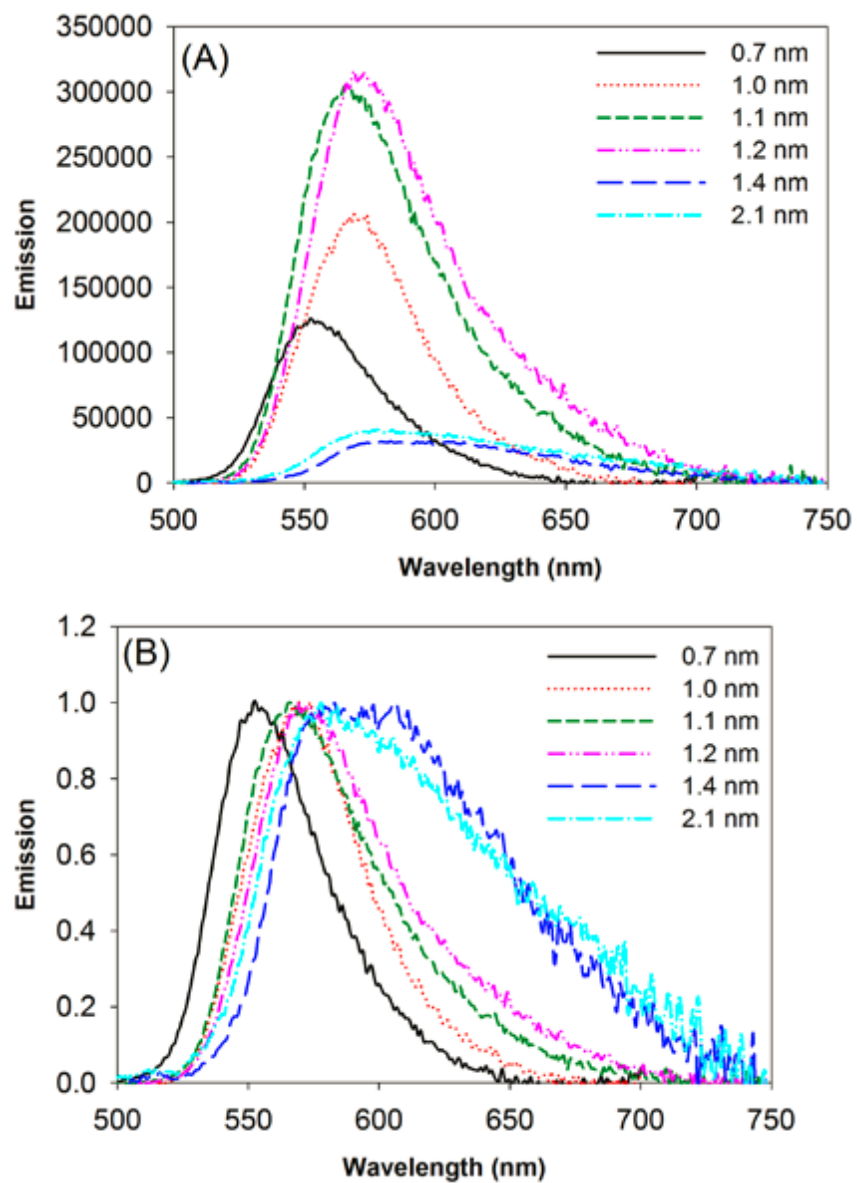 (A)
350000
300000
250000
200000
150000
100000
50000
0
Emission
0.7 nm
1.0 nm
1.1 nm
1.2 nm
1.4 nm
2.1 nm
500 550 600 650 700 750
Wavelength (nm)
(B)
1.2
1.0
0.8
0.6
0.4
0.2
0.0
Emission
0.7 nm
1.0 nm
1.1 nm
1.2 nm
1.4 nm
2.1 nm
500 550 600 650 700 750
Wavelength (nm)